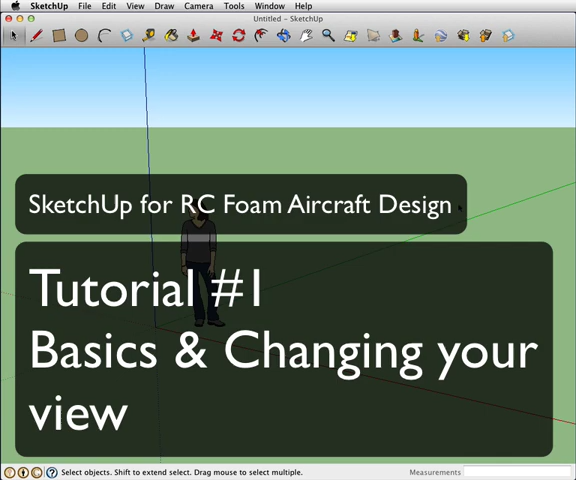 SketchUp File Edit View Draw Camera Tools Window Help
Untitled – SketchUp
SketchUp for RC Foam Aircraft Design
Tutorial #1
Basics & Changing your
view
Select objects. Shift to extend select. Drag mouse to select multiple.
Measurements